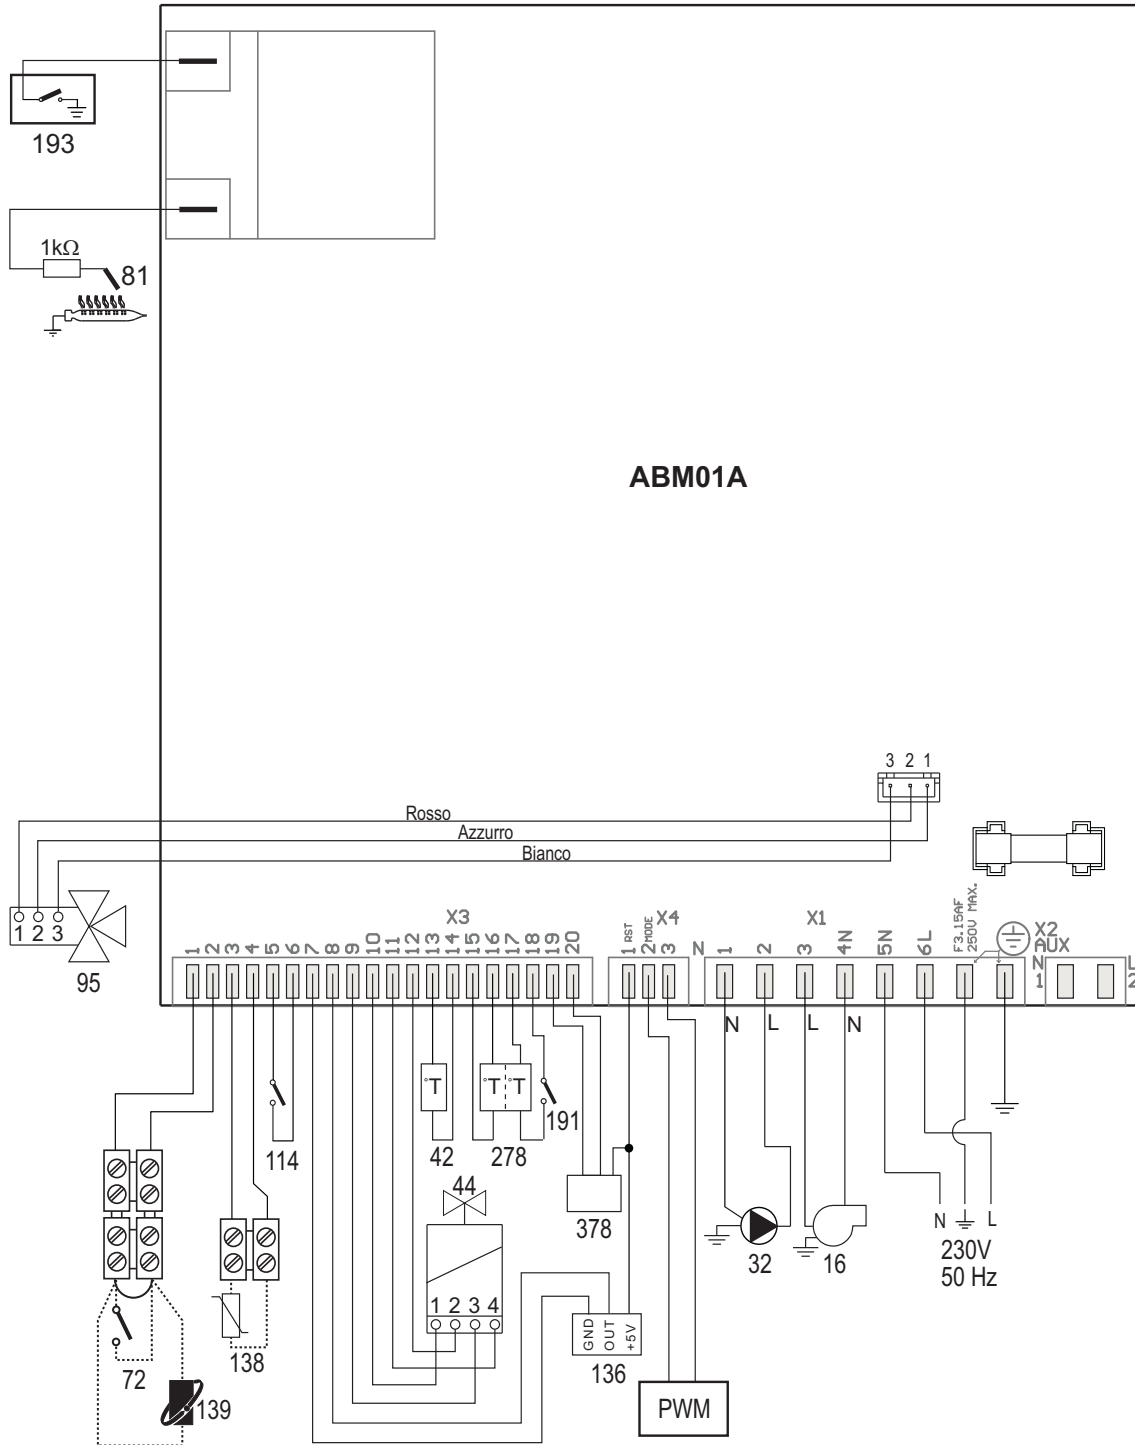 193
1kΩ
81
ABM01A
3 2 1
Rosso
Azzurro
Bianco
1 2 3
95
X3
1 2 3 4 5 6 7 8 9 10 11 12 13 14 15 16 17 18 19 20
X4
1 RST
2 MODE
3
N
X1
1 2 3 4N 5N 6L
F3.15AF
250V MAX.
X2
AUX
N
1
L
2
N L L N
°T
°T °T
191
114
42
278
44
378
N L
230V
50 Hz
32
16
1 2 3 4
GND
OUT
+5V
136
138
72
139
PWM